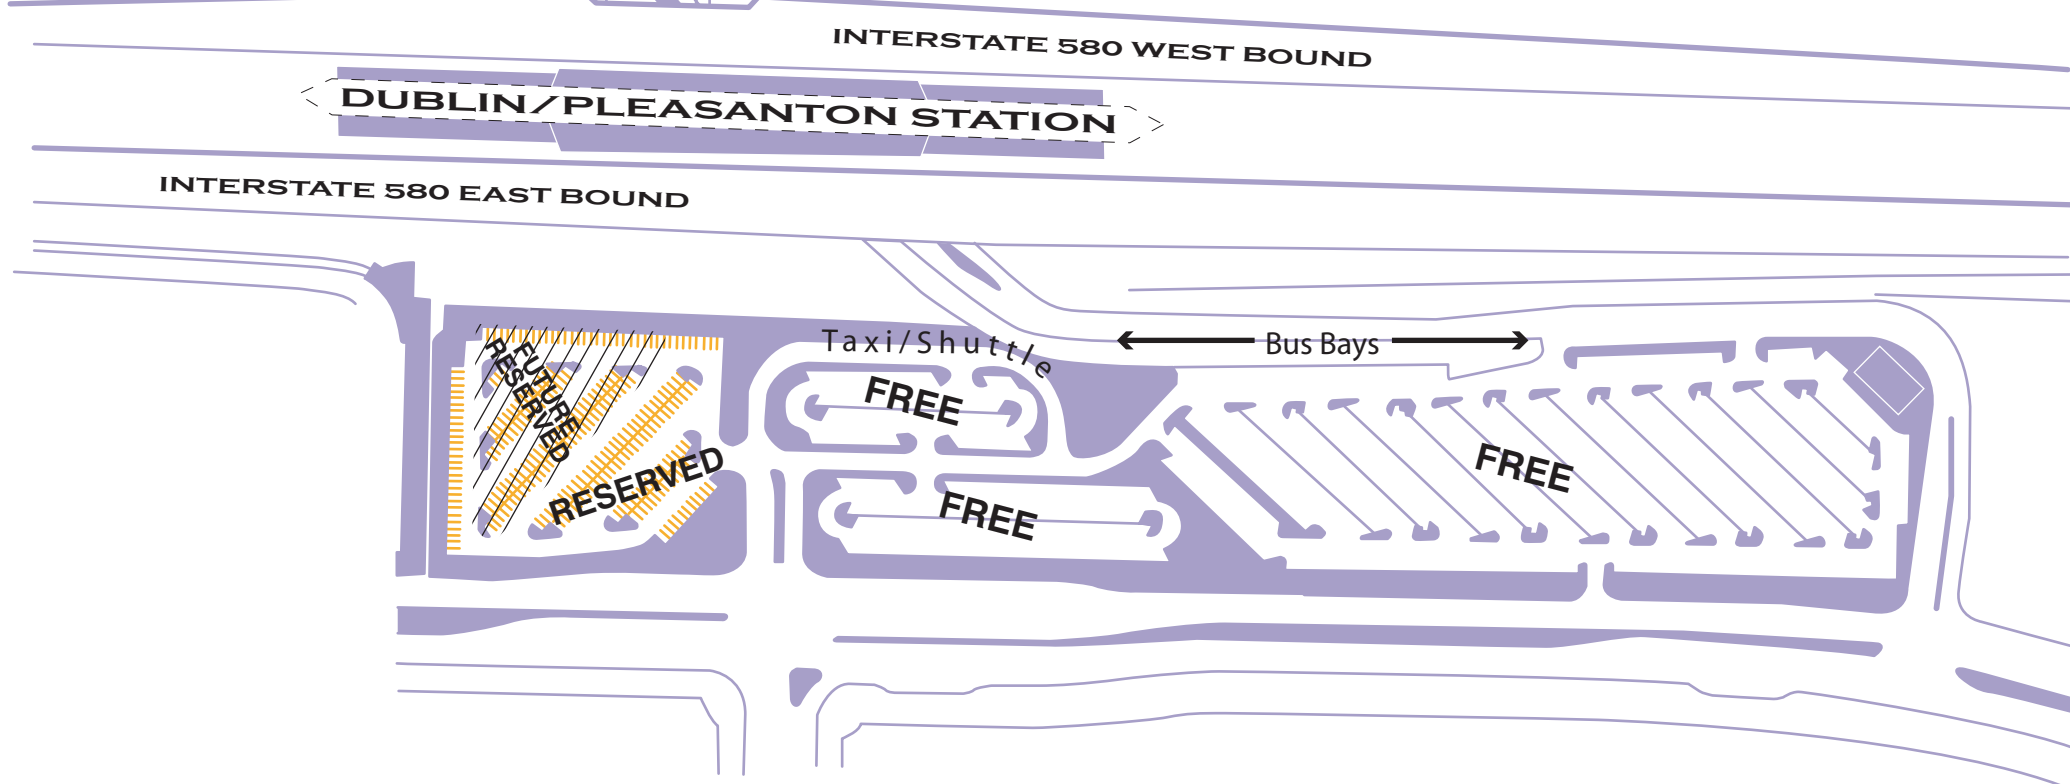 INTERSTATE 580 WEST BOUND
DUBLIN/PLEASANTON STATION
INTERSTATE 580 EAST BOUND
Taxi/Shuttle
Bus Bays
FUTURE
RESERVED
FREE
RESERVED
FREE
FREE